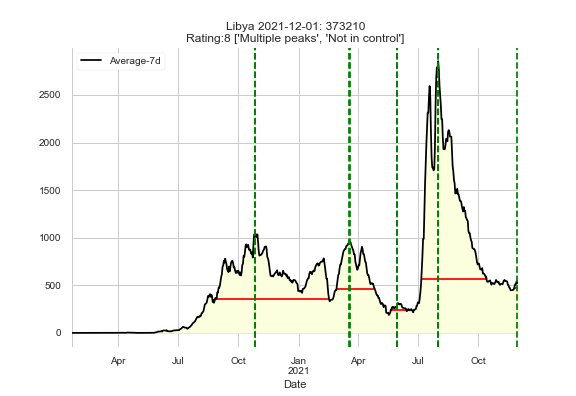 Libya 2021-12-01: 373210
Rating:8 ['Multiple peaks', 'Not in control']
Average-7d
2500
2000
1500
1000
500
0
Apr Jul Oct Jan Apr Jul Oct
2021
Date